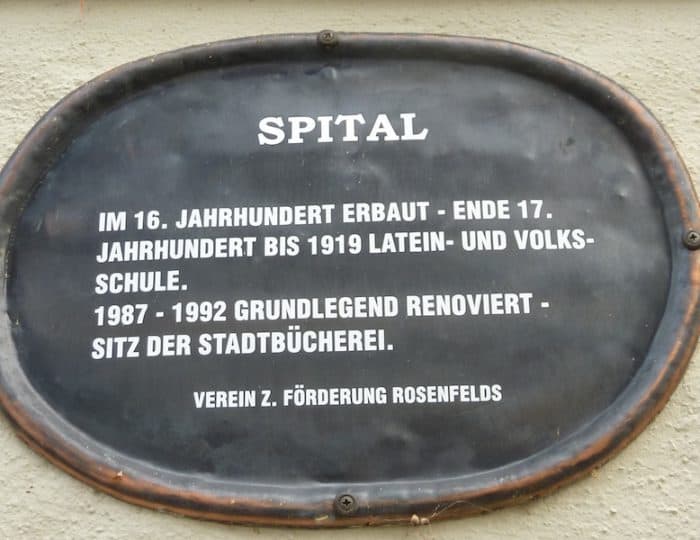 SPITAL
IM 16. JAHRHUNDERT ERBAUT - ENDE 17.
JAHRHUNDERT BIS 1919 LATEIN- UND VOLKS-
SCHULE.
1987 - 1992 GRUNDLEGEND RENOVIERT -
SITZ DER STADTBÜCHEREI.
VEREIN Z. FÖRDERUNG ROSENFELDS